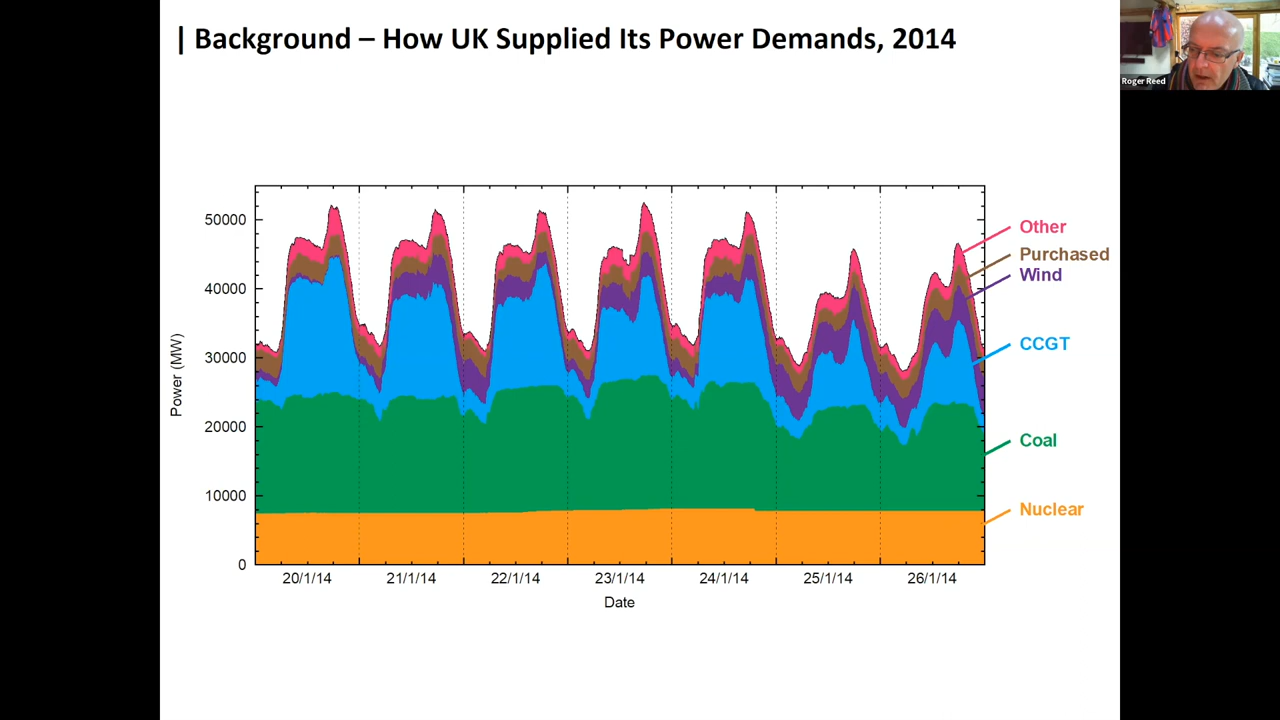 | Background – How UK Supplied Its Power Demands, 2014
Roger Reed
50000
40000
30000
20000
10000
0
Power (MW)
Other
Purchased
Wind
CCGT
Coal
Nuclear
20/1/14 21/1/14 22/1/14 23/1/14 24/1/14 25/1/14 26/1/14
Date